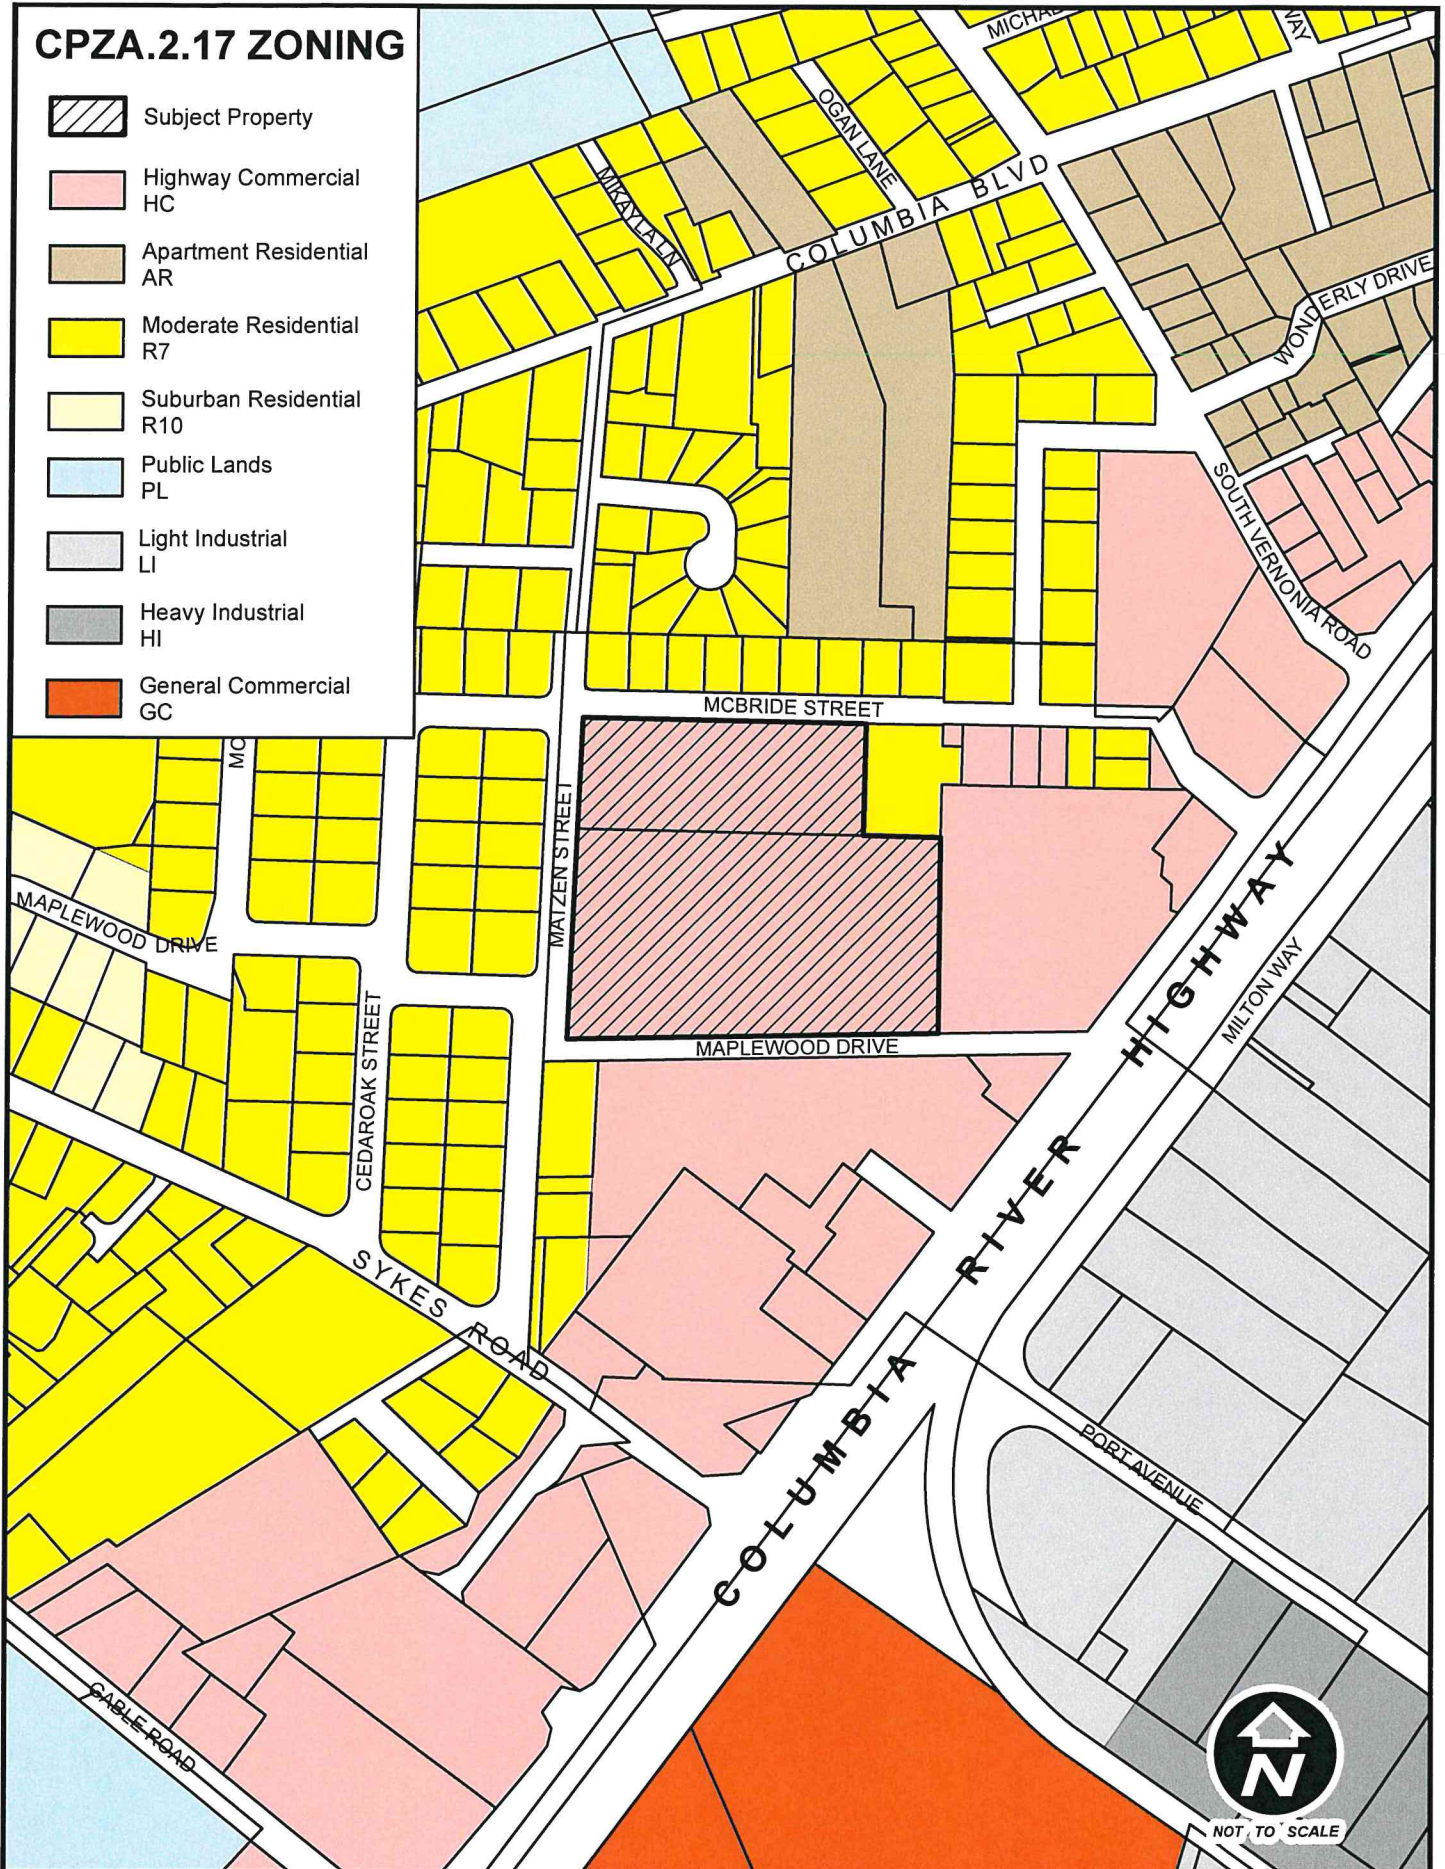 CPZA.2.17 ZONING
Subject Property
Highway Commercial
HC
Apartment Residential
AR
Moderate Residential
R7
Suburban Residential
R10
Public Lands
PL
Light Industrial
LI
Heavy Industrial
HI
General Commercial
GC
WAY
OGAN LANE
MIKAYLA LN
COLUMBIA BLVD
WONDERLY DRIVE
SOUTH VERNONIA ROAD
MCBRIDE STREET
MC
MATZEN STREET
MAPLEWOOD DRIVE
CEDAROAK STREET
MAPLEWOOD DRIVE
MILTON WAY
COLUMBIA RIVER HIGHWAY
SYKES ROAD
PORT AVENUE
GABLE ROAD
N
NOT TO SCALE